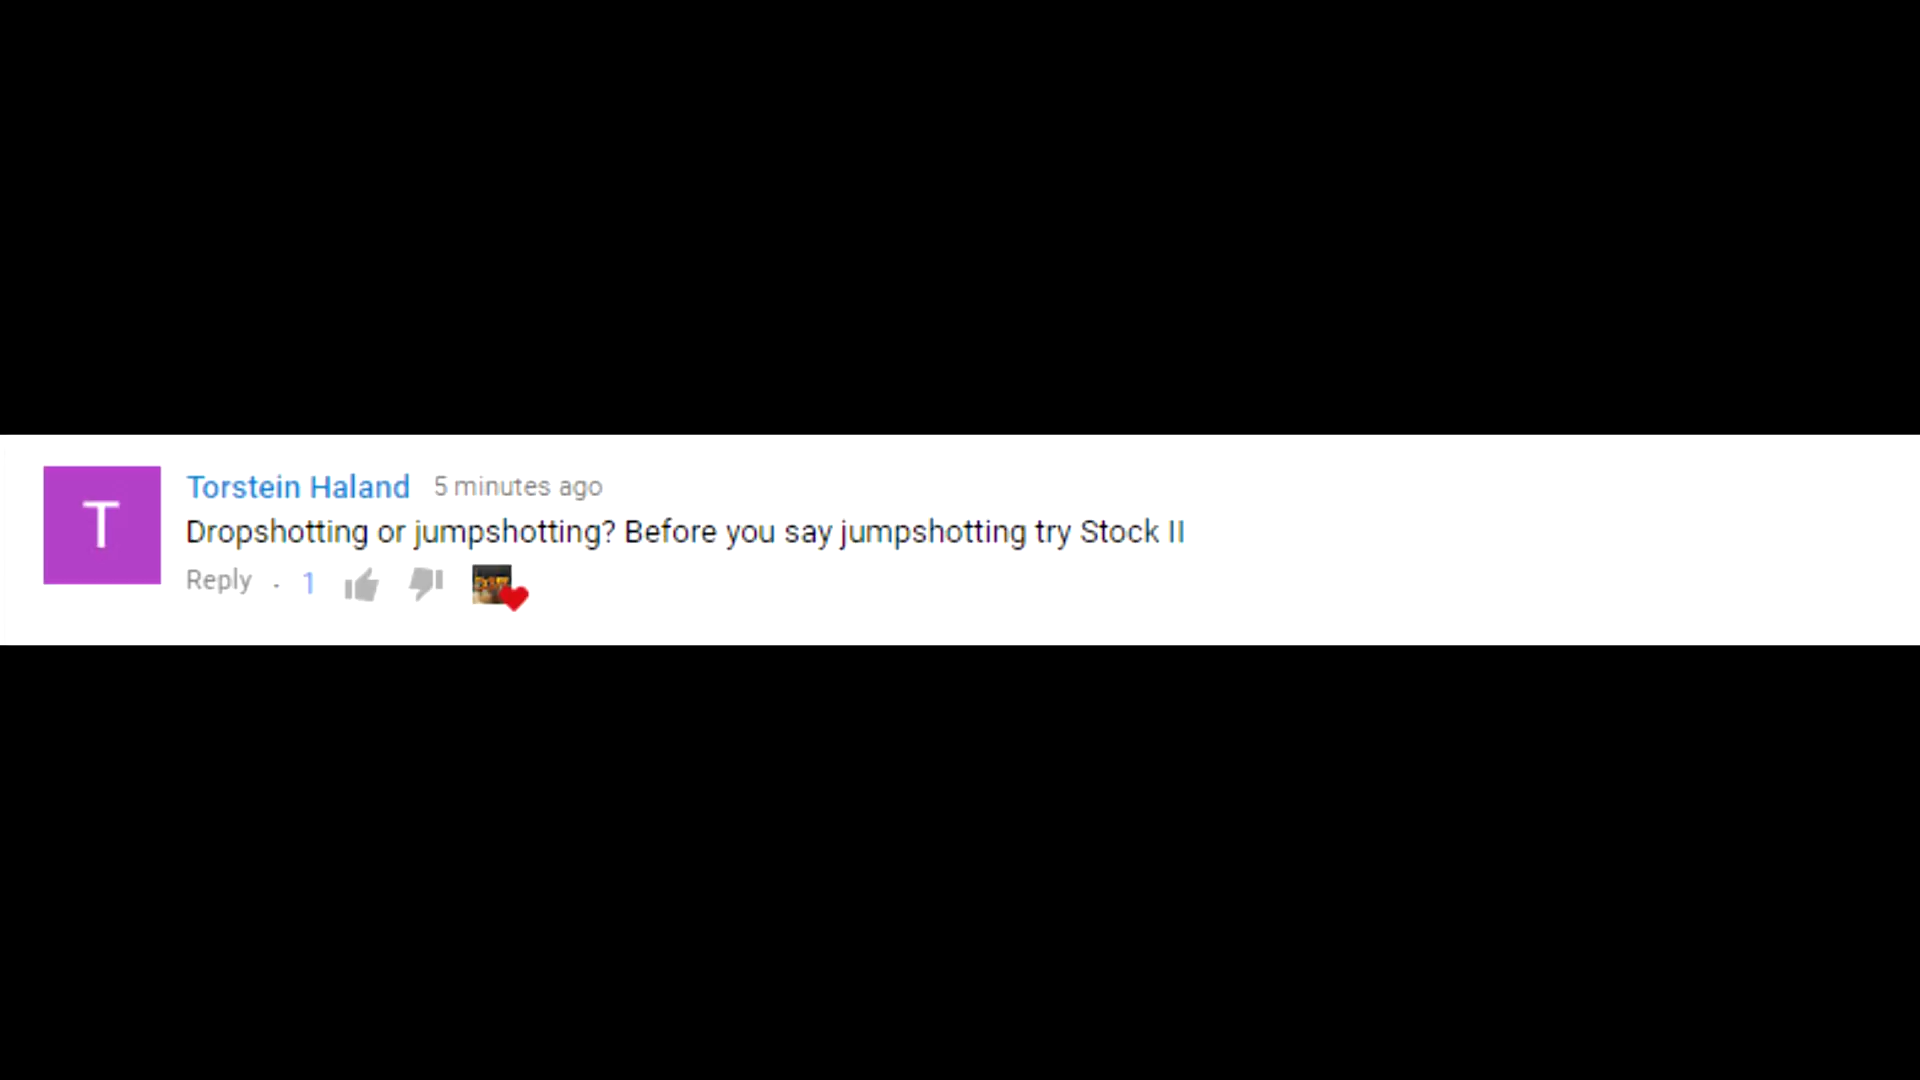 T
Torstein Haland 5 minutes ago
Dropshotting or jumpshotting? Before you say jumpshotting try Stock II
Reply . 1